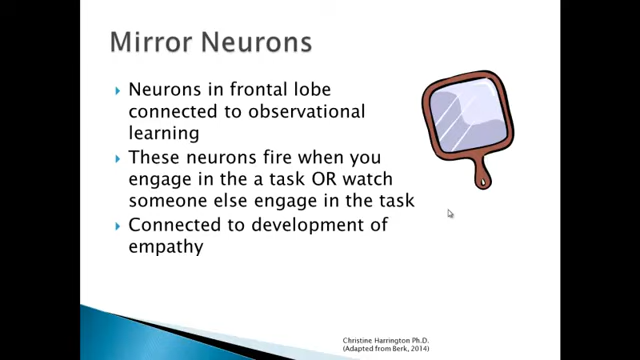 Mirror Neurons
Neurons in frontal lobe
connected to observational
learning
These neurons fire when you
engage in the a task OR watch
someone else engage in the task
Connected to development of
empathy
Christine Harrington Ph.D.
(Adapted from Berk, 2014)